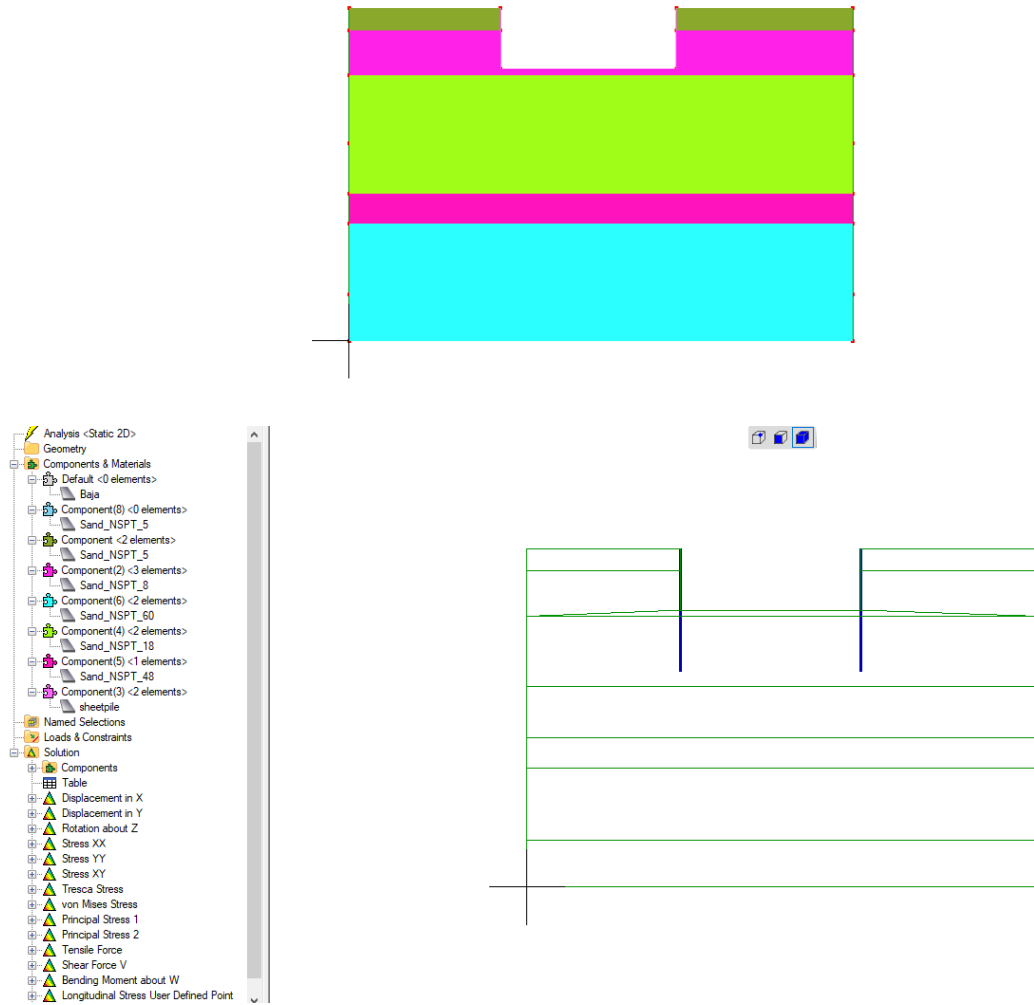 Analysis <Static 2D>
Geometry
Components & Materials
Default <0 elements>
Baja
Component(8) <0 elements>
Sand_NSPT_5
Component <2 elements>
Sand_NSPT_5
Component(2) <3 elements>
Sand_NSPT_8
Component(6) <2 elements>
Sand_NSPT_60
Component(4) <2 elements>
Sand_NSPT_18
Component(5) <1 elements>
Sand_NSPT_48
Component(3) <2 elements>
sheetpile
Named Selections
Loads & Constraints
Solution
Components
Table
Displacement in X
Displacement in Y
Rotation about Z
Stress XX
Stress YY
Stress XY
Tresca Stress
von Mises Stress
Principal Stress 1
Principal Stress 2
Tensile Force
Shear Force V
Bending Moment about W
Longitudinal Stress User Defined Point